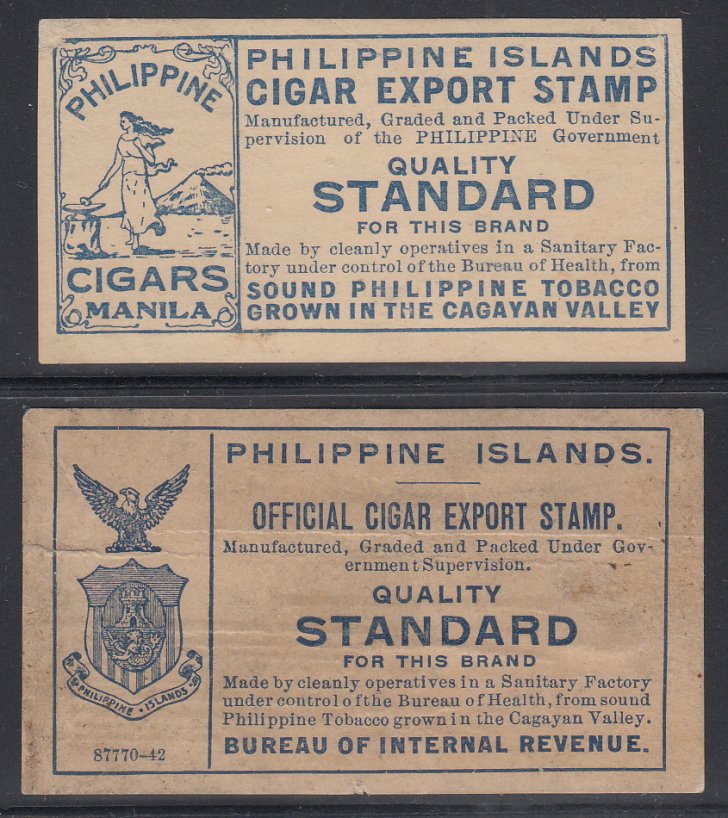 PHILIPPINE
CIGARS
MANILA
PHILIPPINE ISLANDS
CIGAR EXPORT STAMP
Manufactured, Graded and Packed Under Su-
pervision of the PHILIPPINE Government
QUALITY
STANDARD
FOR THIS BRAND
Made by cleanly operatives in a Sanitary Fac-
tory under control of the Bureau of Health, from
SOUND PHILIPPINE TOBACCO
GROWN IN THE CAGAYAN VALLEY
PHILIPPINE ISLANDS
87770-42
PHILIPPINE ISLANDS.
OFFICIAL CIGAR EXPORT STAMP.
Manufactured, Graded and Packed Under Gov-
ernment Supervision.
QUALITY
STANDARD
FOR THIS BRAND
Made by cleanly operatives in a Sanitary Factory
under control of the Bureau of Health, from sound
Philippine Tobacco grown in the Cagayan Valley.
BUREAU OF INTERNAL REVENUE.